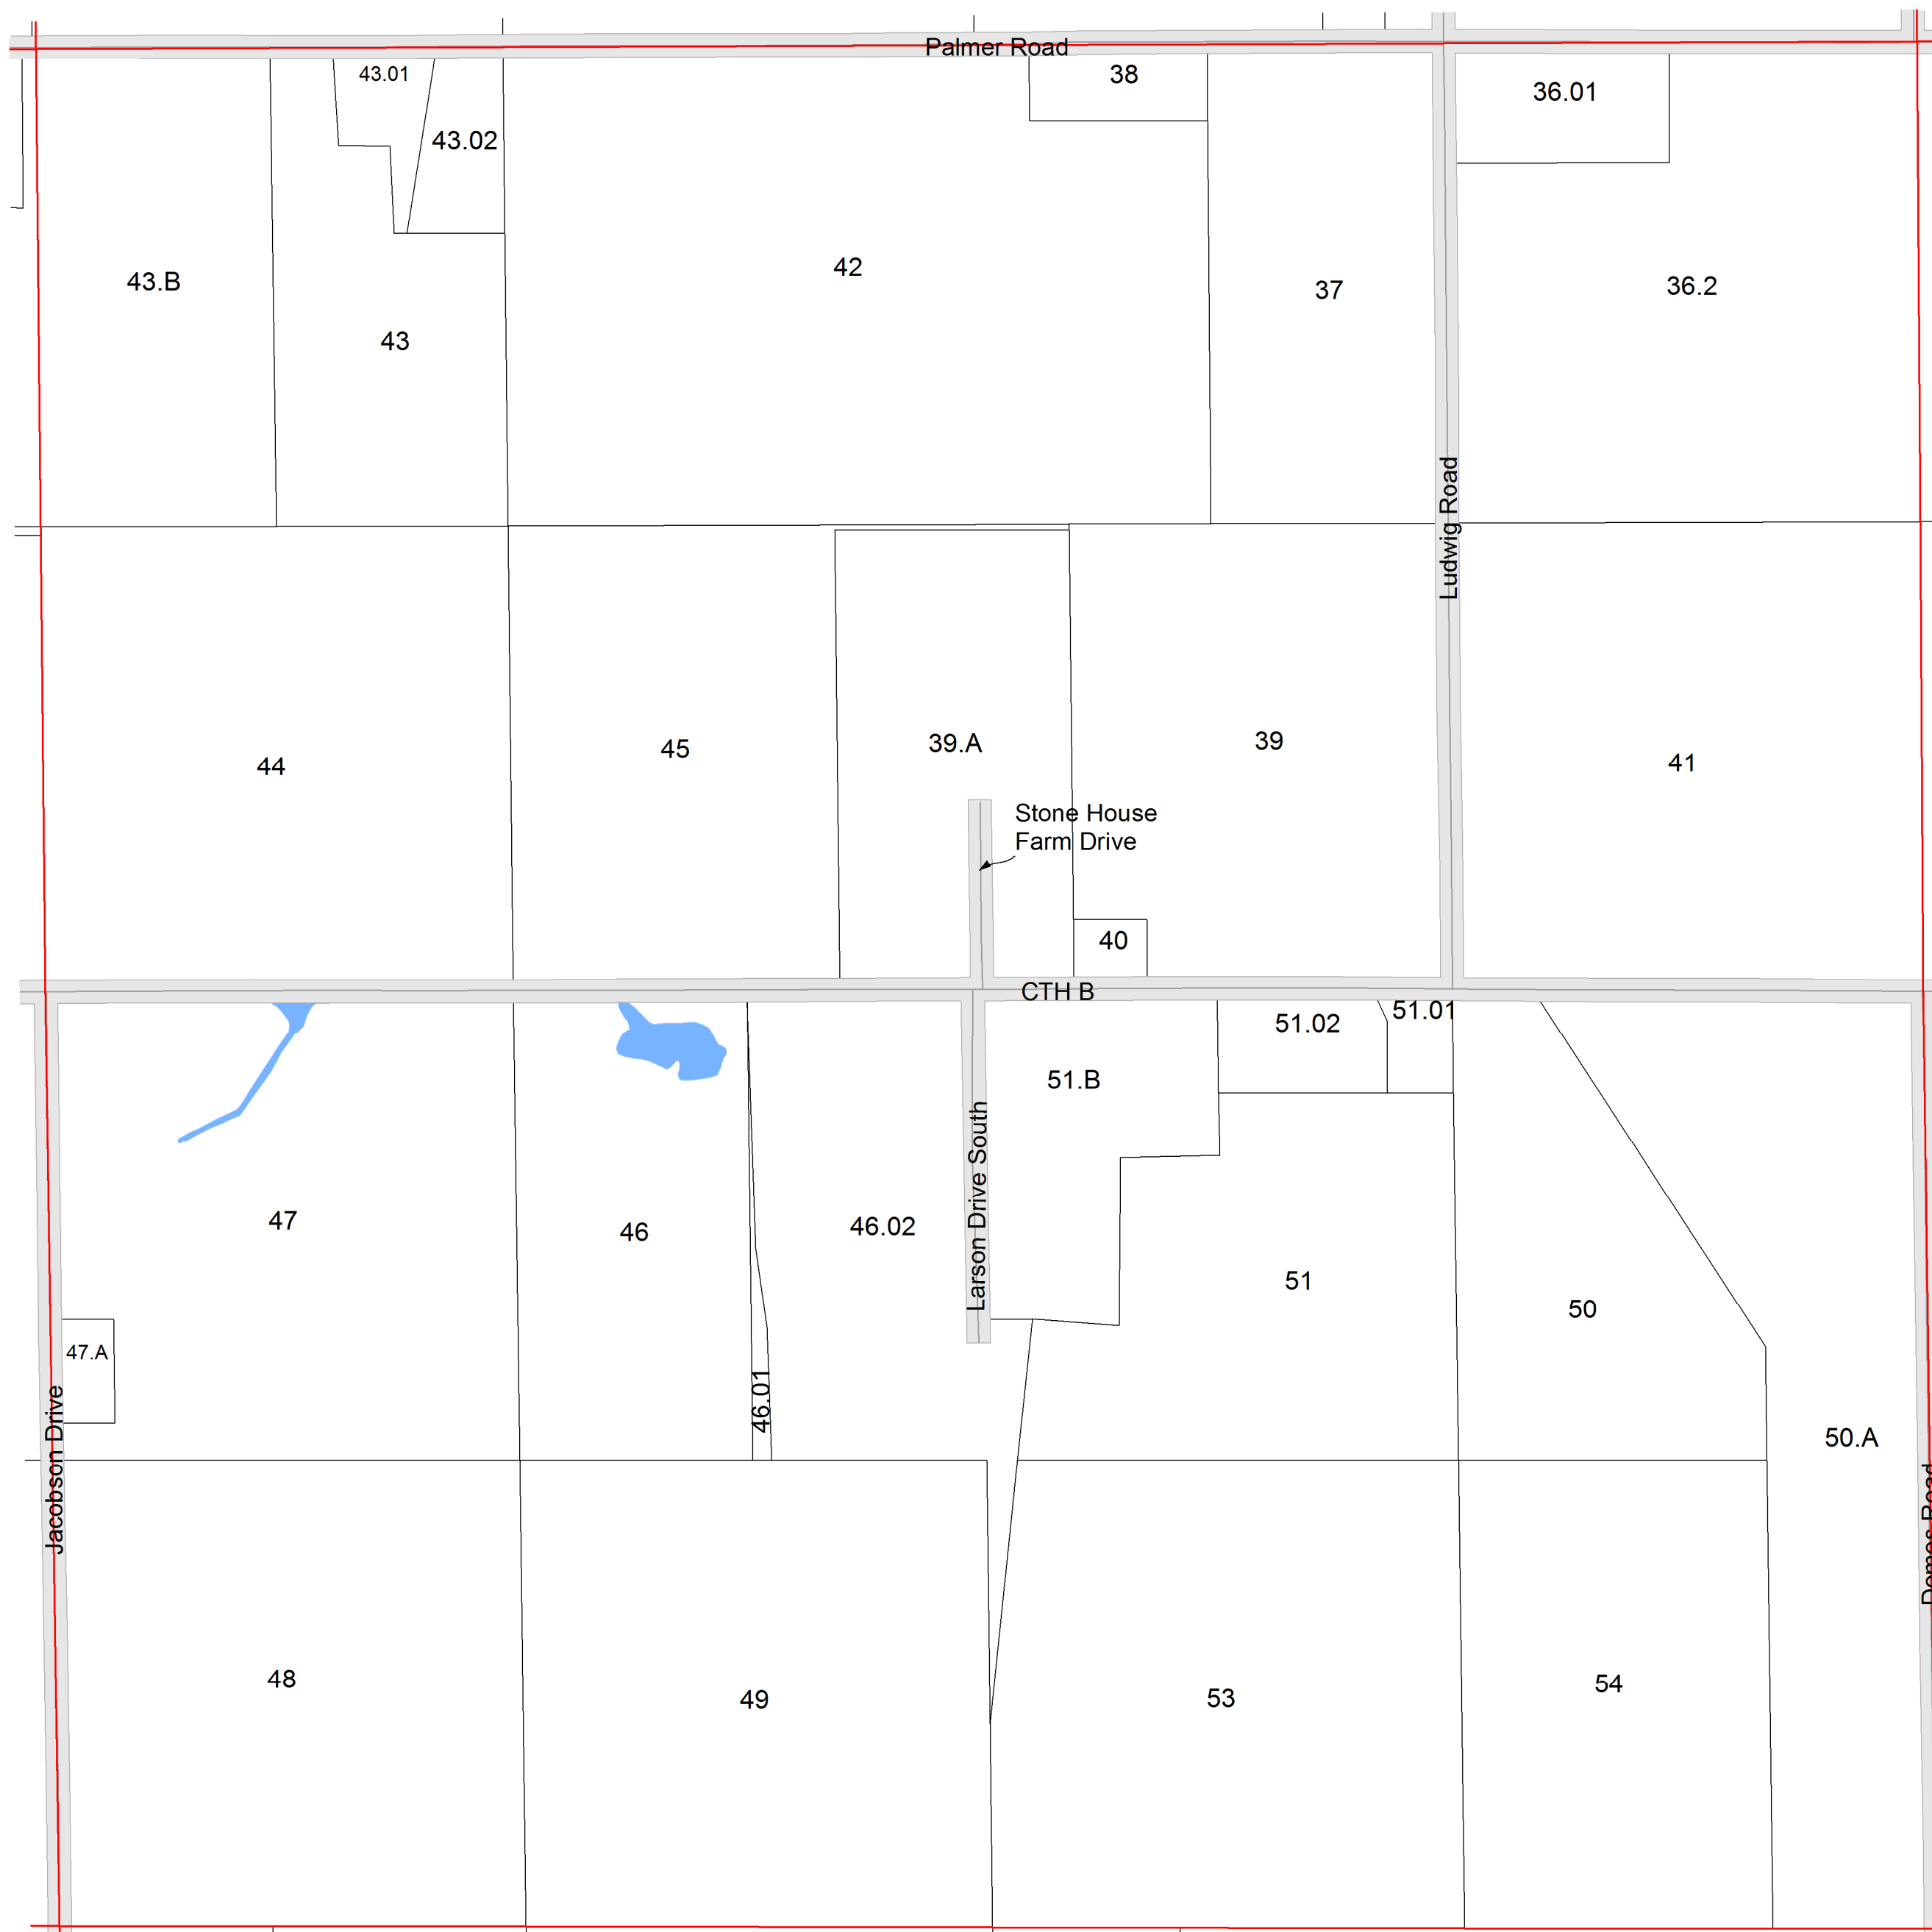 Palmer Road
43.01
38
36.01
43.02
43.B
42
37
36.2
43
Ludwig Road
44
45
39.A
39
41
Stone House
Farm Drive
40
CTH B
51.02
51.01
51.B
Larson Drive South
47
46
46.02
51
50
47.A
46.01
Jacobson Drive
50.A
Domes Road
48
49
53
54